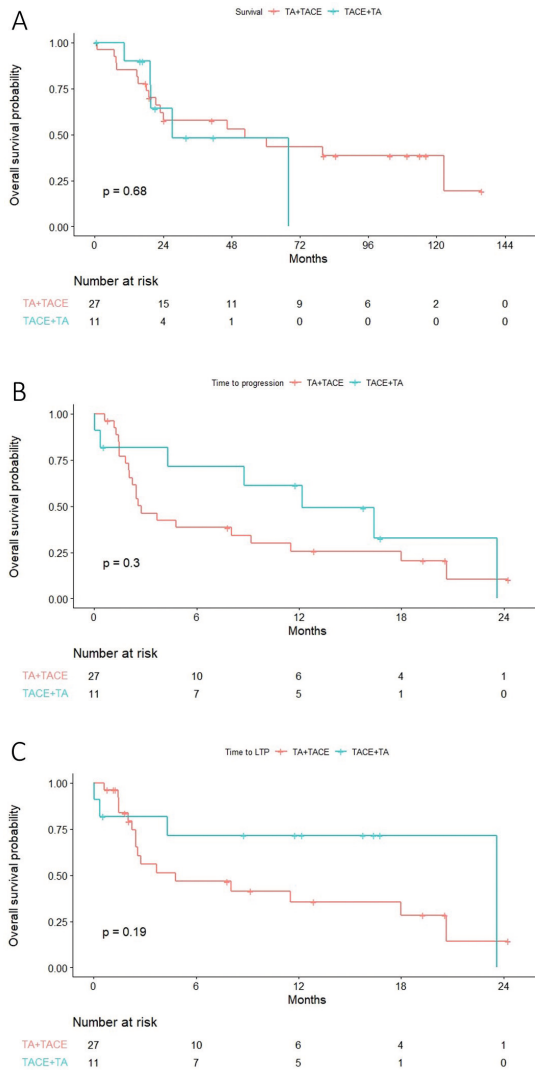 A
Survival TA+TACE TACE+TA
Overall survival probability
1.00
0.75
0.50
0.25
0.00
p = 0.68
0 24 48 72 96 120 144
Months
Number at risk
TA+TACE 27 15 11 9 6 2 0
TACE+TA 11 4 1 0 0 0 0
B
Time to progression TA+TACE TACE+TA
Overall survival probability
1.00
0.75
0.50
0.25
0.00
p = 0.3
0 6 12 18 24
Months
Number at risk
TA+TACE 27 10 6 4 1
TACE+TA 11 7 5 1 0
C
Time to LTP TA+TACE TACE+TA
Overall survival probability
1.00
0.75
0.50
0.25
0.00
p = 0.19
0 6 12 18 24
Months
Number at risk
TA+TACE 27 10 6 4 1
TACE+TA 11 7 5 1 0